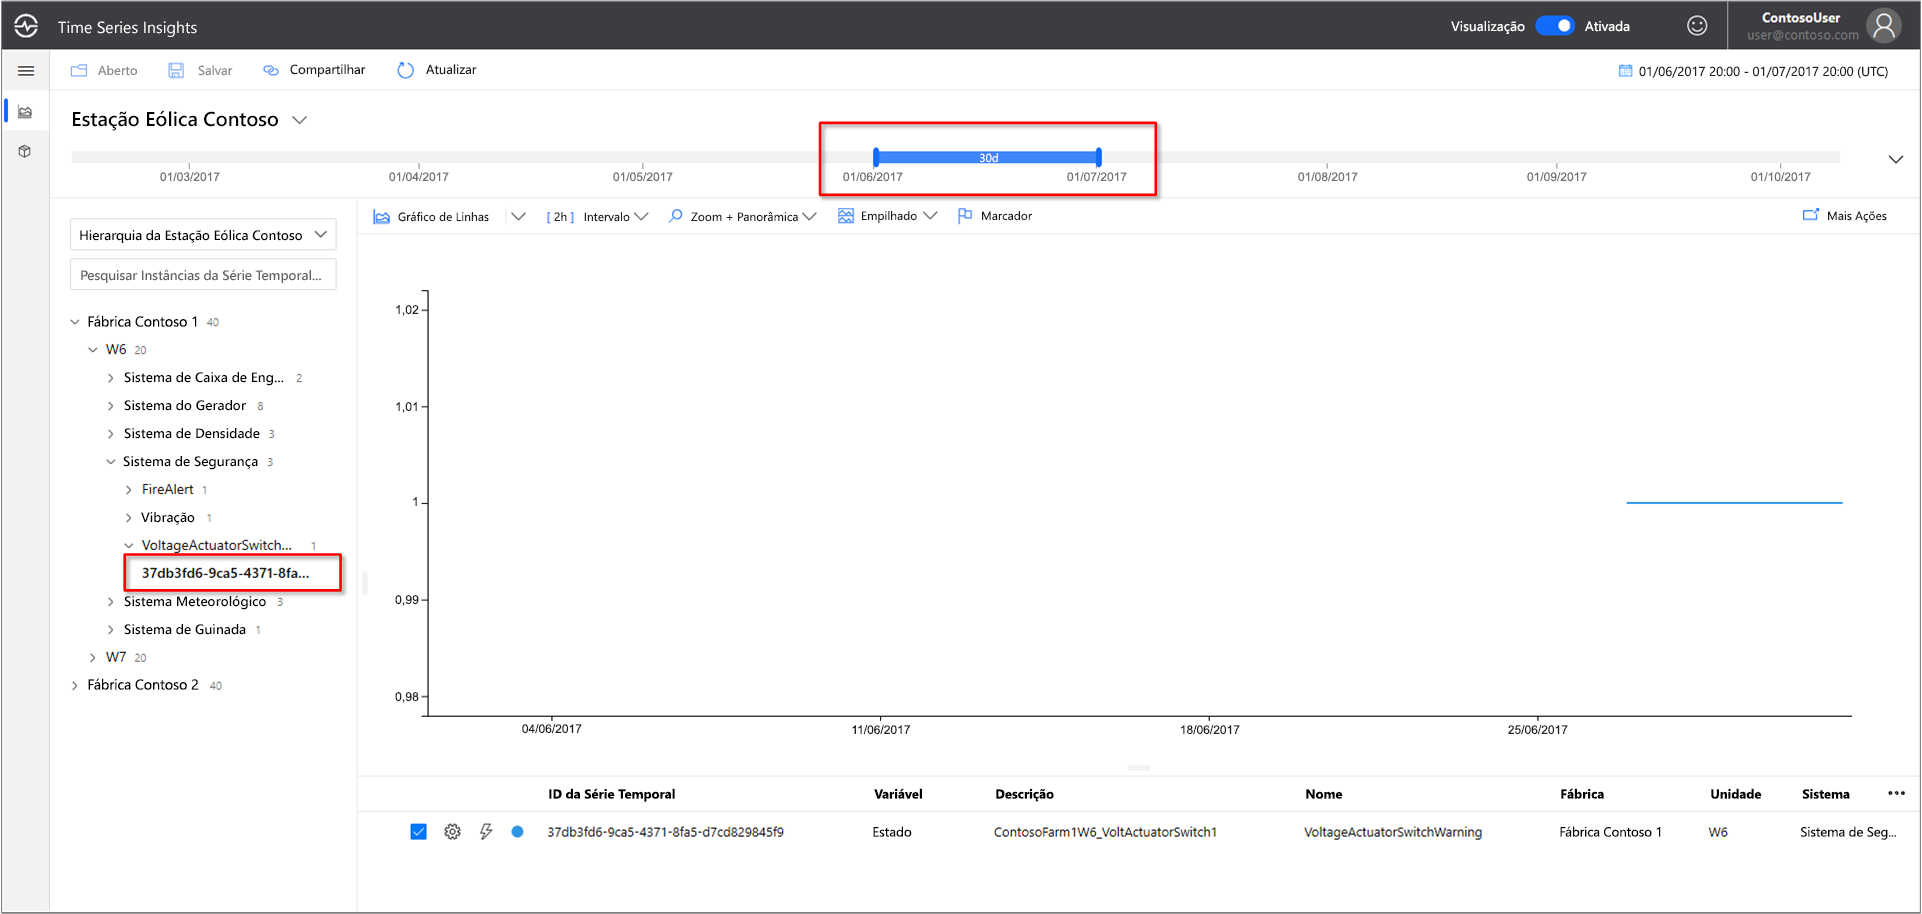 Time Series Insights
Visualização Ativada
ContosoUser
user@contoso.com
Aberto Salvar Compartilhar Atualizar
01/06/2017 20:00 - 01/07/2017 20:00 (UTC)
Estação Eólica Contoso
30d
01/03/2017 01/04/2017 01/05/2017 01/06/2017 01/07/2017 01/08/2017 01/09/2017 01/10/2017
Gráfico de Linhas [ 2h ] Intervalo Zoom + Panorâmica Empilhado Marcador Mais Ações
Hierarquia da Estação Eólica Contoso
Pesquisar Instâncias da Série Temporal...
Fábrica Contoso 1 40
W6 20
Sistema de Caixa de Eng... 2
Sistema do Gerador 8
Sistema de Densidade 3
Sistema de Segurança 3
FireAlert 1
Vibração 1
VoltageActuatorSwitch... 1
37db3fd6-9ca5-4371-8fa...
Sistema Meteorológico 3
Sistema de Guinada 1
W7 20
Fábrica Contoso 2 40
1,02
1,01
1
0,99
0,98
04/06/2017 11/06/2017 18/06/2017 25/06/2017
ID da Série Temporal Variável Descrição Nome Fábrica Unidade Sistema
37db3fd6-9ca5-4371-8fa5-d7cd829845f9 Estado ContosoFarm1W6_VoltActuatorSwitch1 VoltageActuatorSwitchWarning Fábrica Contoso 1 W6 Sistema de Seg...